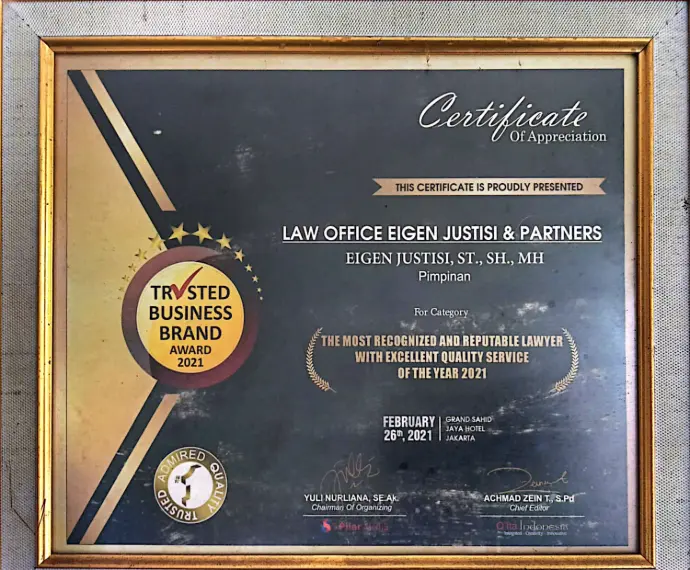 Certificate
Of Appreciation
THIS CERTIFICATE IS PROUDLY PRESENTED
LAW OFFICE EIGEN JUSTISI & PARTNERS
EIGEN JUSTISI, ST., SH., MH
Pimpinan
For Category
THE MOST RECOGNIZED AND REPUTABLE LAWYER
WITH EXCELLENT QUALITY SERVICE
OF THE YEAR 2021
TRUSTED
BUSINESS
BRAND
AWARD
2021
FEBRUARY
26th, 2021
GRAND SAHID
JAYA HOTEL
JAKARTA
TRUSTED ADMIRED QUALITY
YULI NURLIANA, SE.Ak.
Chairman Of Organizing
ACHMAD ZEIN T., S.Pd
Chief Editor
Indonesia